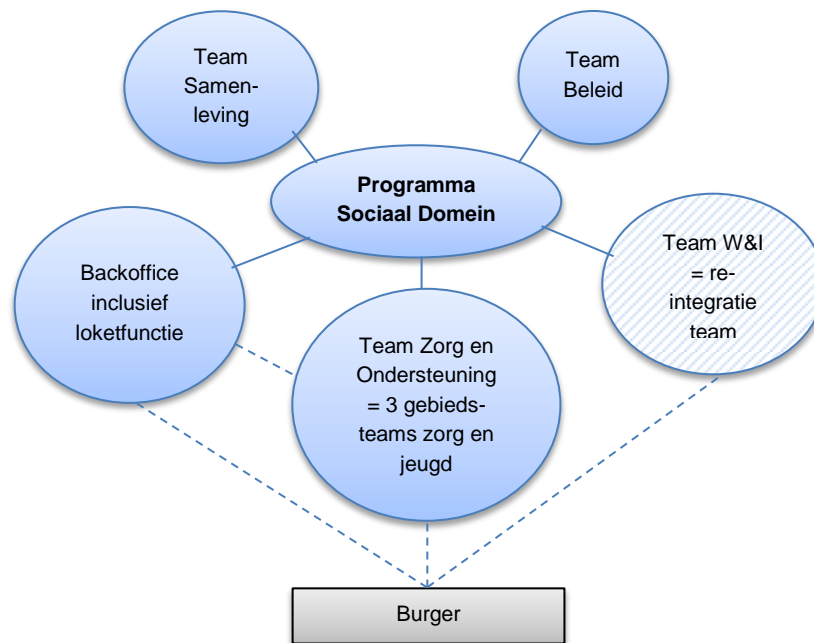 Team
Samen-
leving
Team
Beleid
Programma
Sociaal Domein
Backoffice
inclusief
loketfunctie
Team W&I
= re-
integratie
team
Team Zorg en
Ondersteuning
= 3 gebieds-
teams zorg en
jeugd
Burger